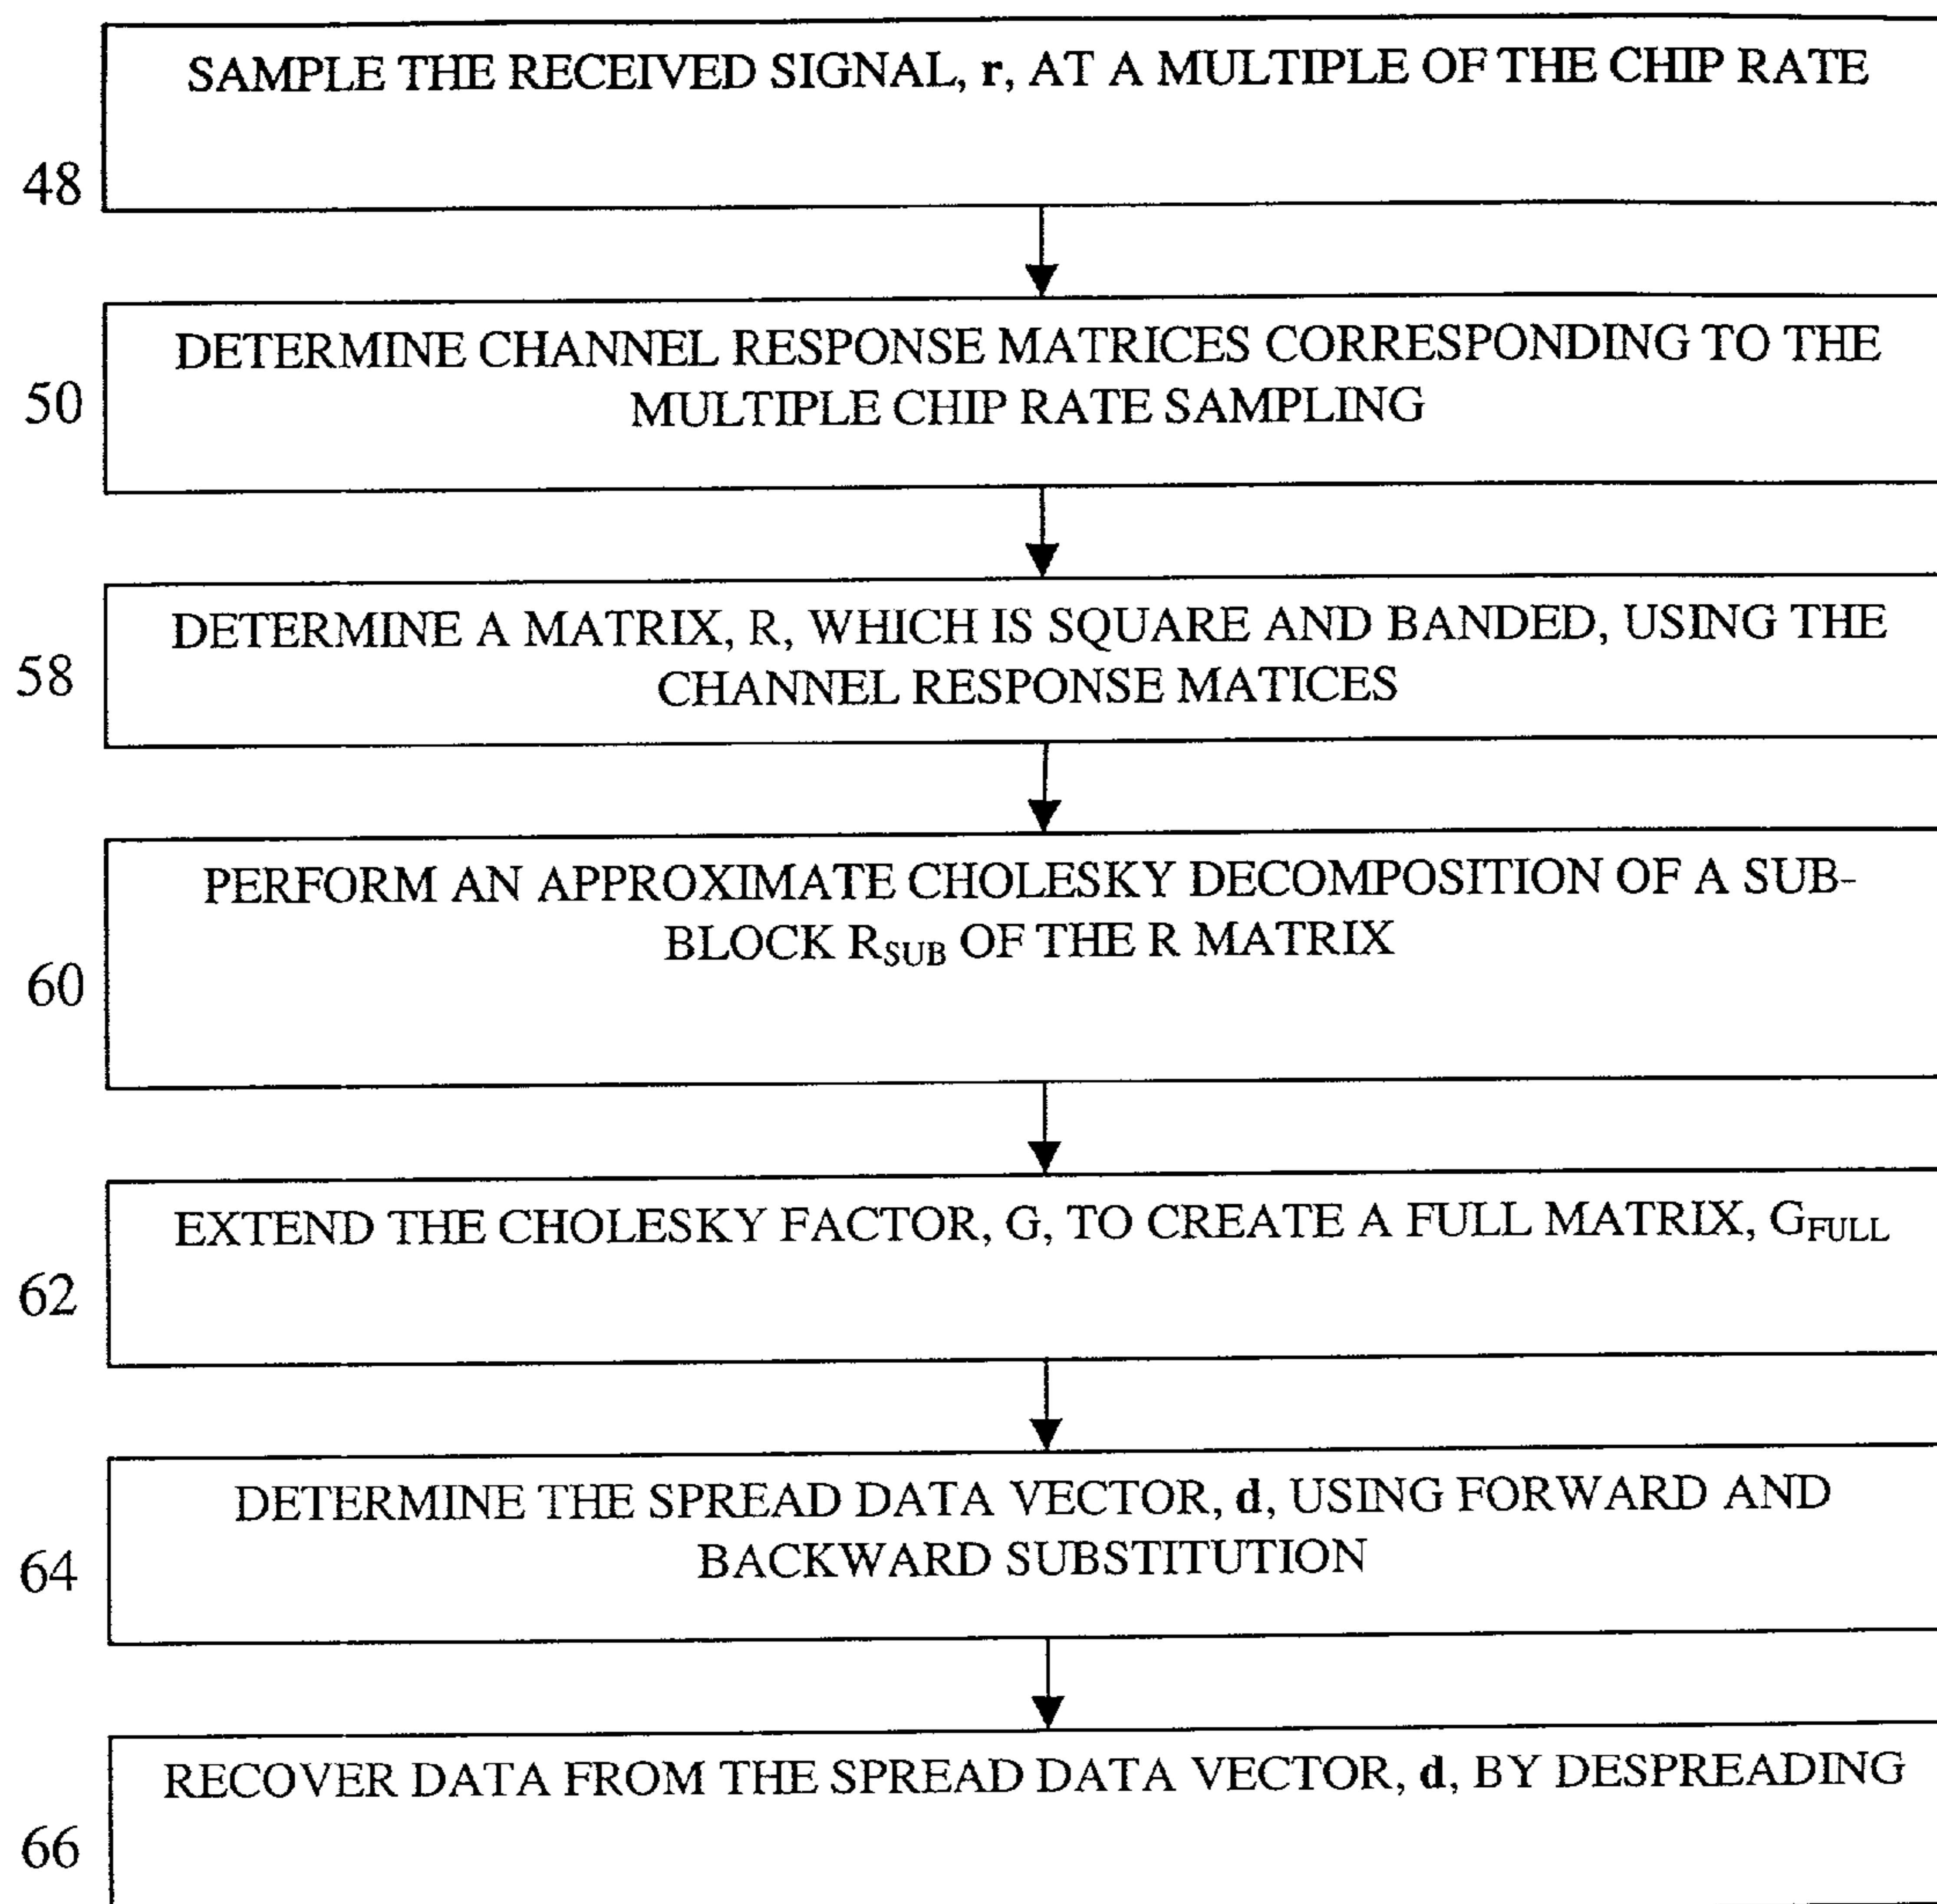 SAMPLE THE RECEIVED SIGNAL, r, AT A MULTIPLE OF THE CHIP RATE
48
DETERMINE CHANNEL RESPONSE MATRICES CORRESPONDING TO THE
MULTIPLE CHIP RATE SAMPLING
50
DETERMINE A MATRIX, R, WHICH IS SQUARE AND BANDED, USING THE
CHANNEL RESPONSE MATICES
58
PERFORM AN APPROXIMATE CHOLESKY DECOMPOSITION OF A SUB-
BLOCK RSUB OF THE R MATRIX
60
EXTEND THE CHOLESKY FACTOR, G, TO CREATE A FULL MATRIX, GFULL
62
DETERMINE THE SPREAD DATA VECTOR, d, USING FORWARD AND
BACKWARD SUBSTITUTION
64
RECOVER DATA FROM THE SPREAD DATA VECTOR, d, BY DESPREADING
66